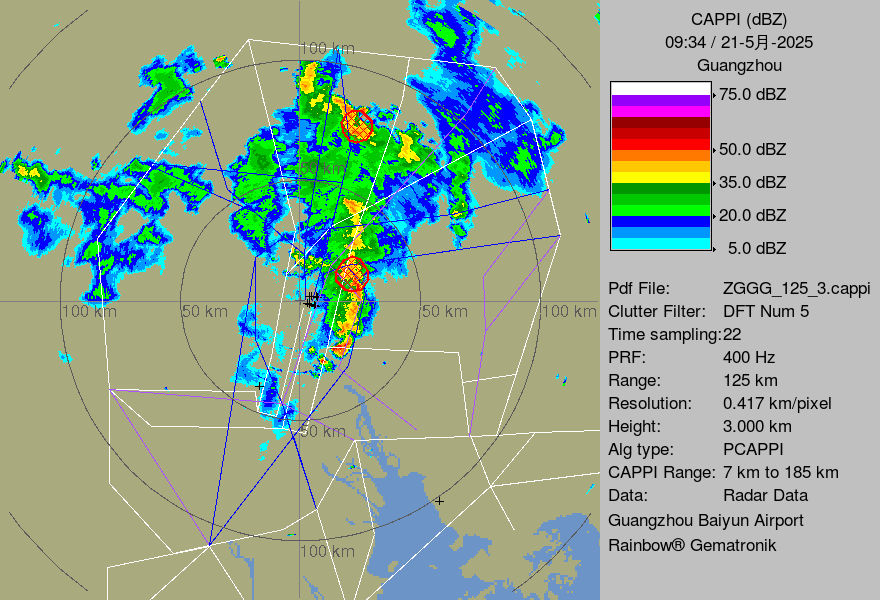 100 km
100 km
50 km
50 km
100 km
50 km
100 km
CAPPI (dBZ)
09:34 / 21-5月-2025
Guangzhou
75.0 dBZ
50.0 dBZ
35.0 dBZ
20.0 dBZ
5.0 dBZ
Pdf File: ZGGG_125_3.cappi
Clutter Filter: DFT Num 5
Time sampling:22
PRF: 400 Hz
Range: 125 km
Resolution: 0.417 km/pixel
Height: 3.000 km
Alg type: PCAPPI
CAPPI Range: 7 km to 185 km
Data: Radar Data
Guangzhou Baiyun Airport
Rainbow® Gematronik